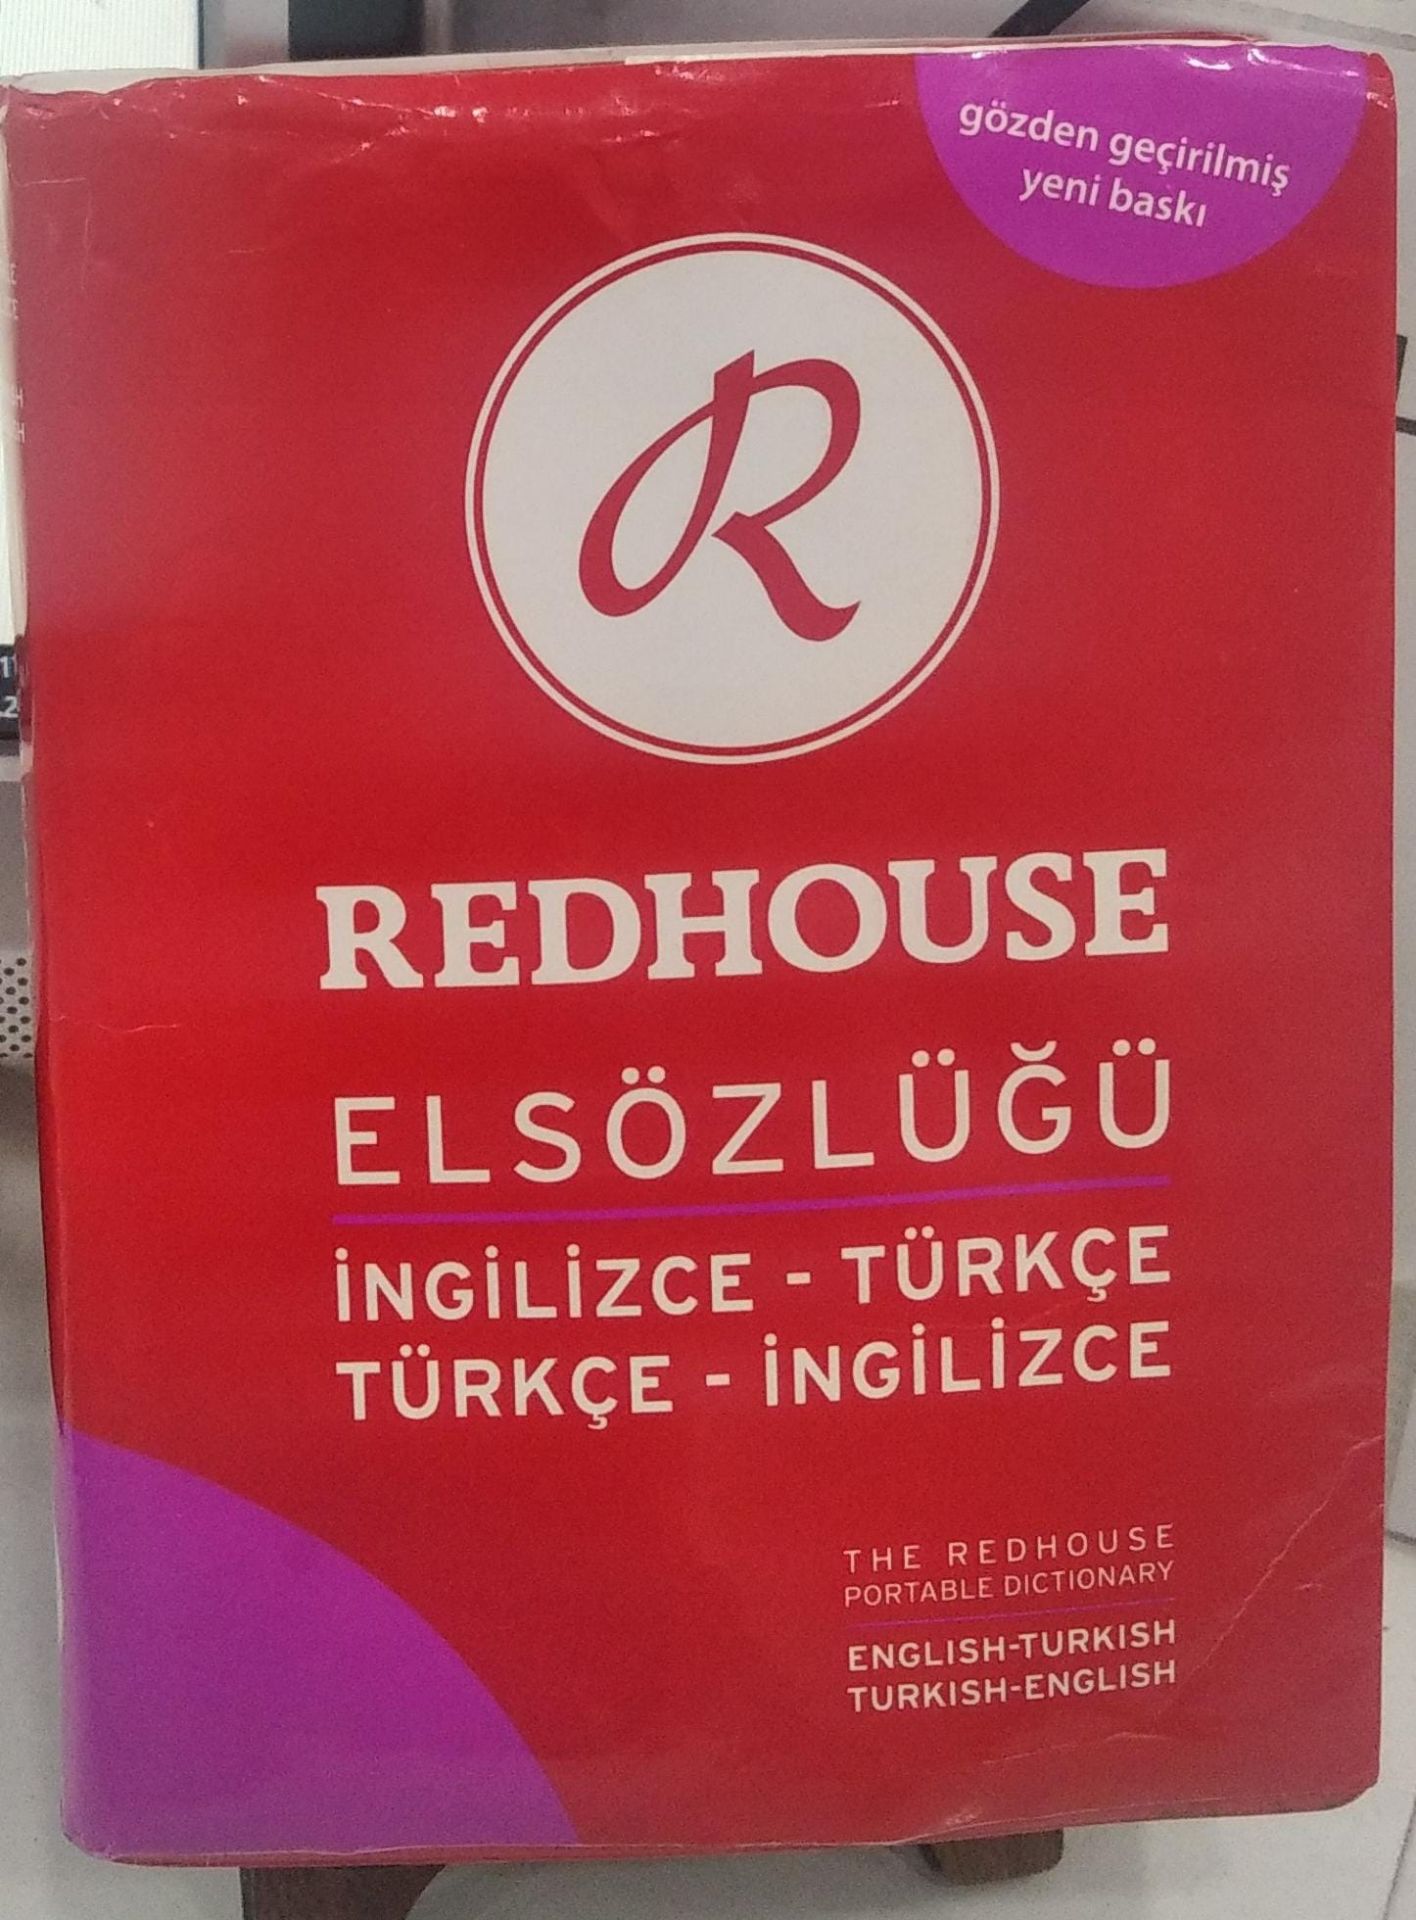 gözden geçirilmiş
yeni baskı
R
REDHOUSE
ELSÖZLÜĞÜ
İNGİLİZCE - TÜRKÇE
TÜRKÇE - İNGİLİZCE
THE REDHOUSE
PORTABLE DICTIONARY
ENGLISH-TURKISH
TURKISH-ENGLISH